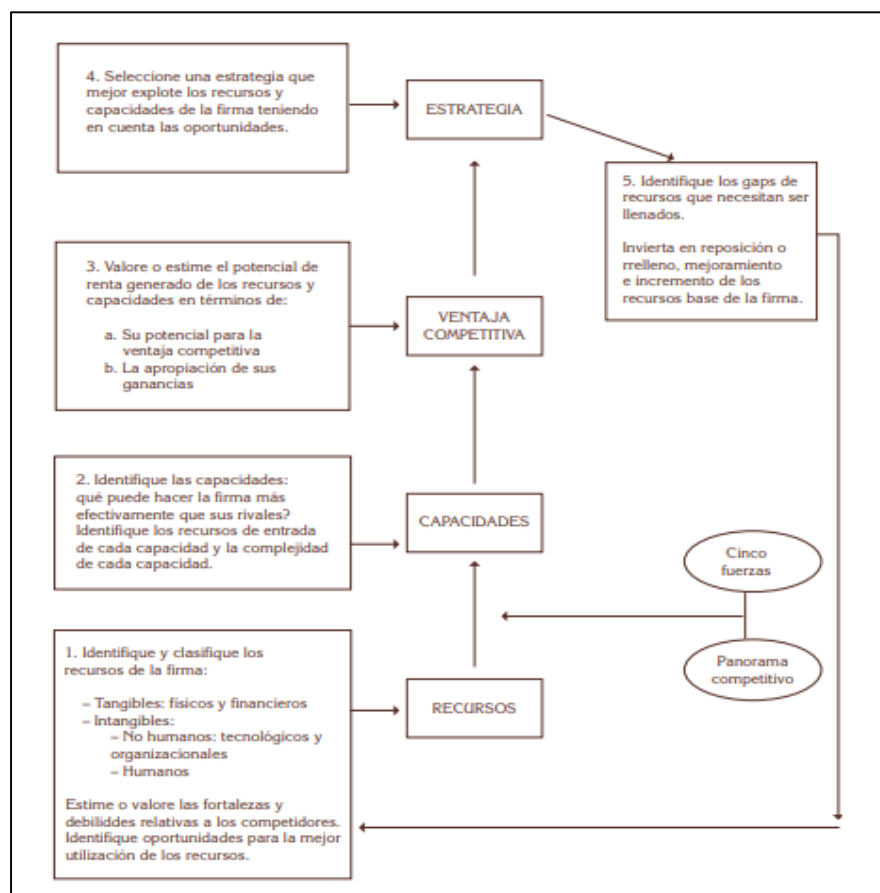 4. Seleccione una estrategia que
mejor explote los recursos y
capacidades de la firma teniendo
en cuenta las oportunidades.
ESTRATEGIA
5. Identifique los gaps de
recursos que necesitan ser
llenados.
Invierta en reposición o
rrelleno, mejoramiento
e incremento de los
recursos base de la firma.
3. Valore o estime el potencial de
renta generado de los recursos y
capacidades en términos de:
a. Su potencial para la
ventaja competitiva
b. La apropiación de sus
ganancias
VENTAJA
COMPETITIVA
2. Identifique las capacidades:
qué puede hacer la firma más
efectivamente que sus rivales?
Identifique los recursos de entrada
de cada capacidad y la complejidad
de cada capacidad.
CAPACIDADES
Cinco
fuerzas
Panorama
competitivo
1. Identifique y clasifique los
recursos de la firma:
– Tangibles: físicos y financieros
– Intangibles:
– No humanos: tecnológicos y
organizacionales
– Humanos
Estime o valore las fortalezas y
debiliddes relativas a los competidores.
Identifique oportunidades para la mejor
utilización de los recursos.
RECURSOS